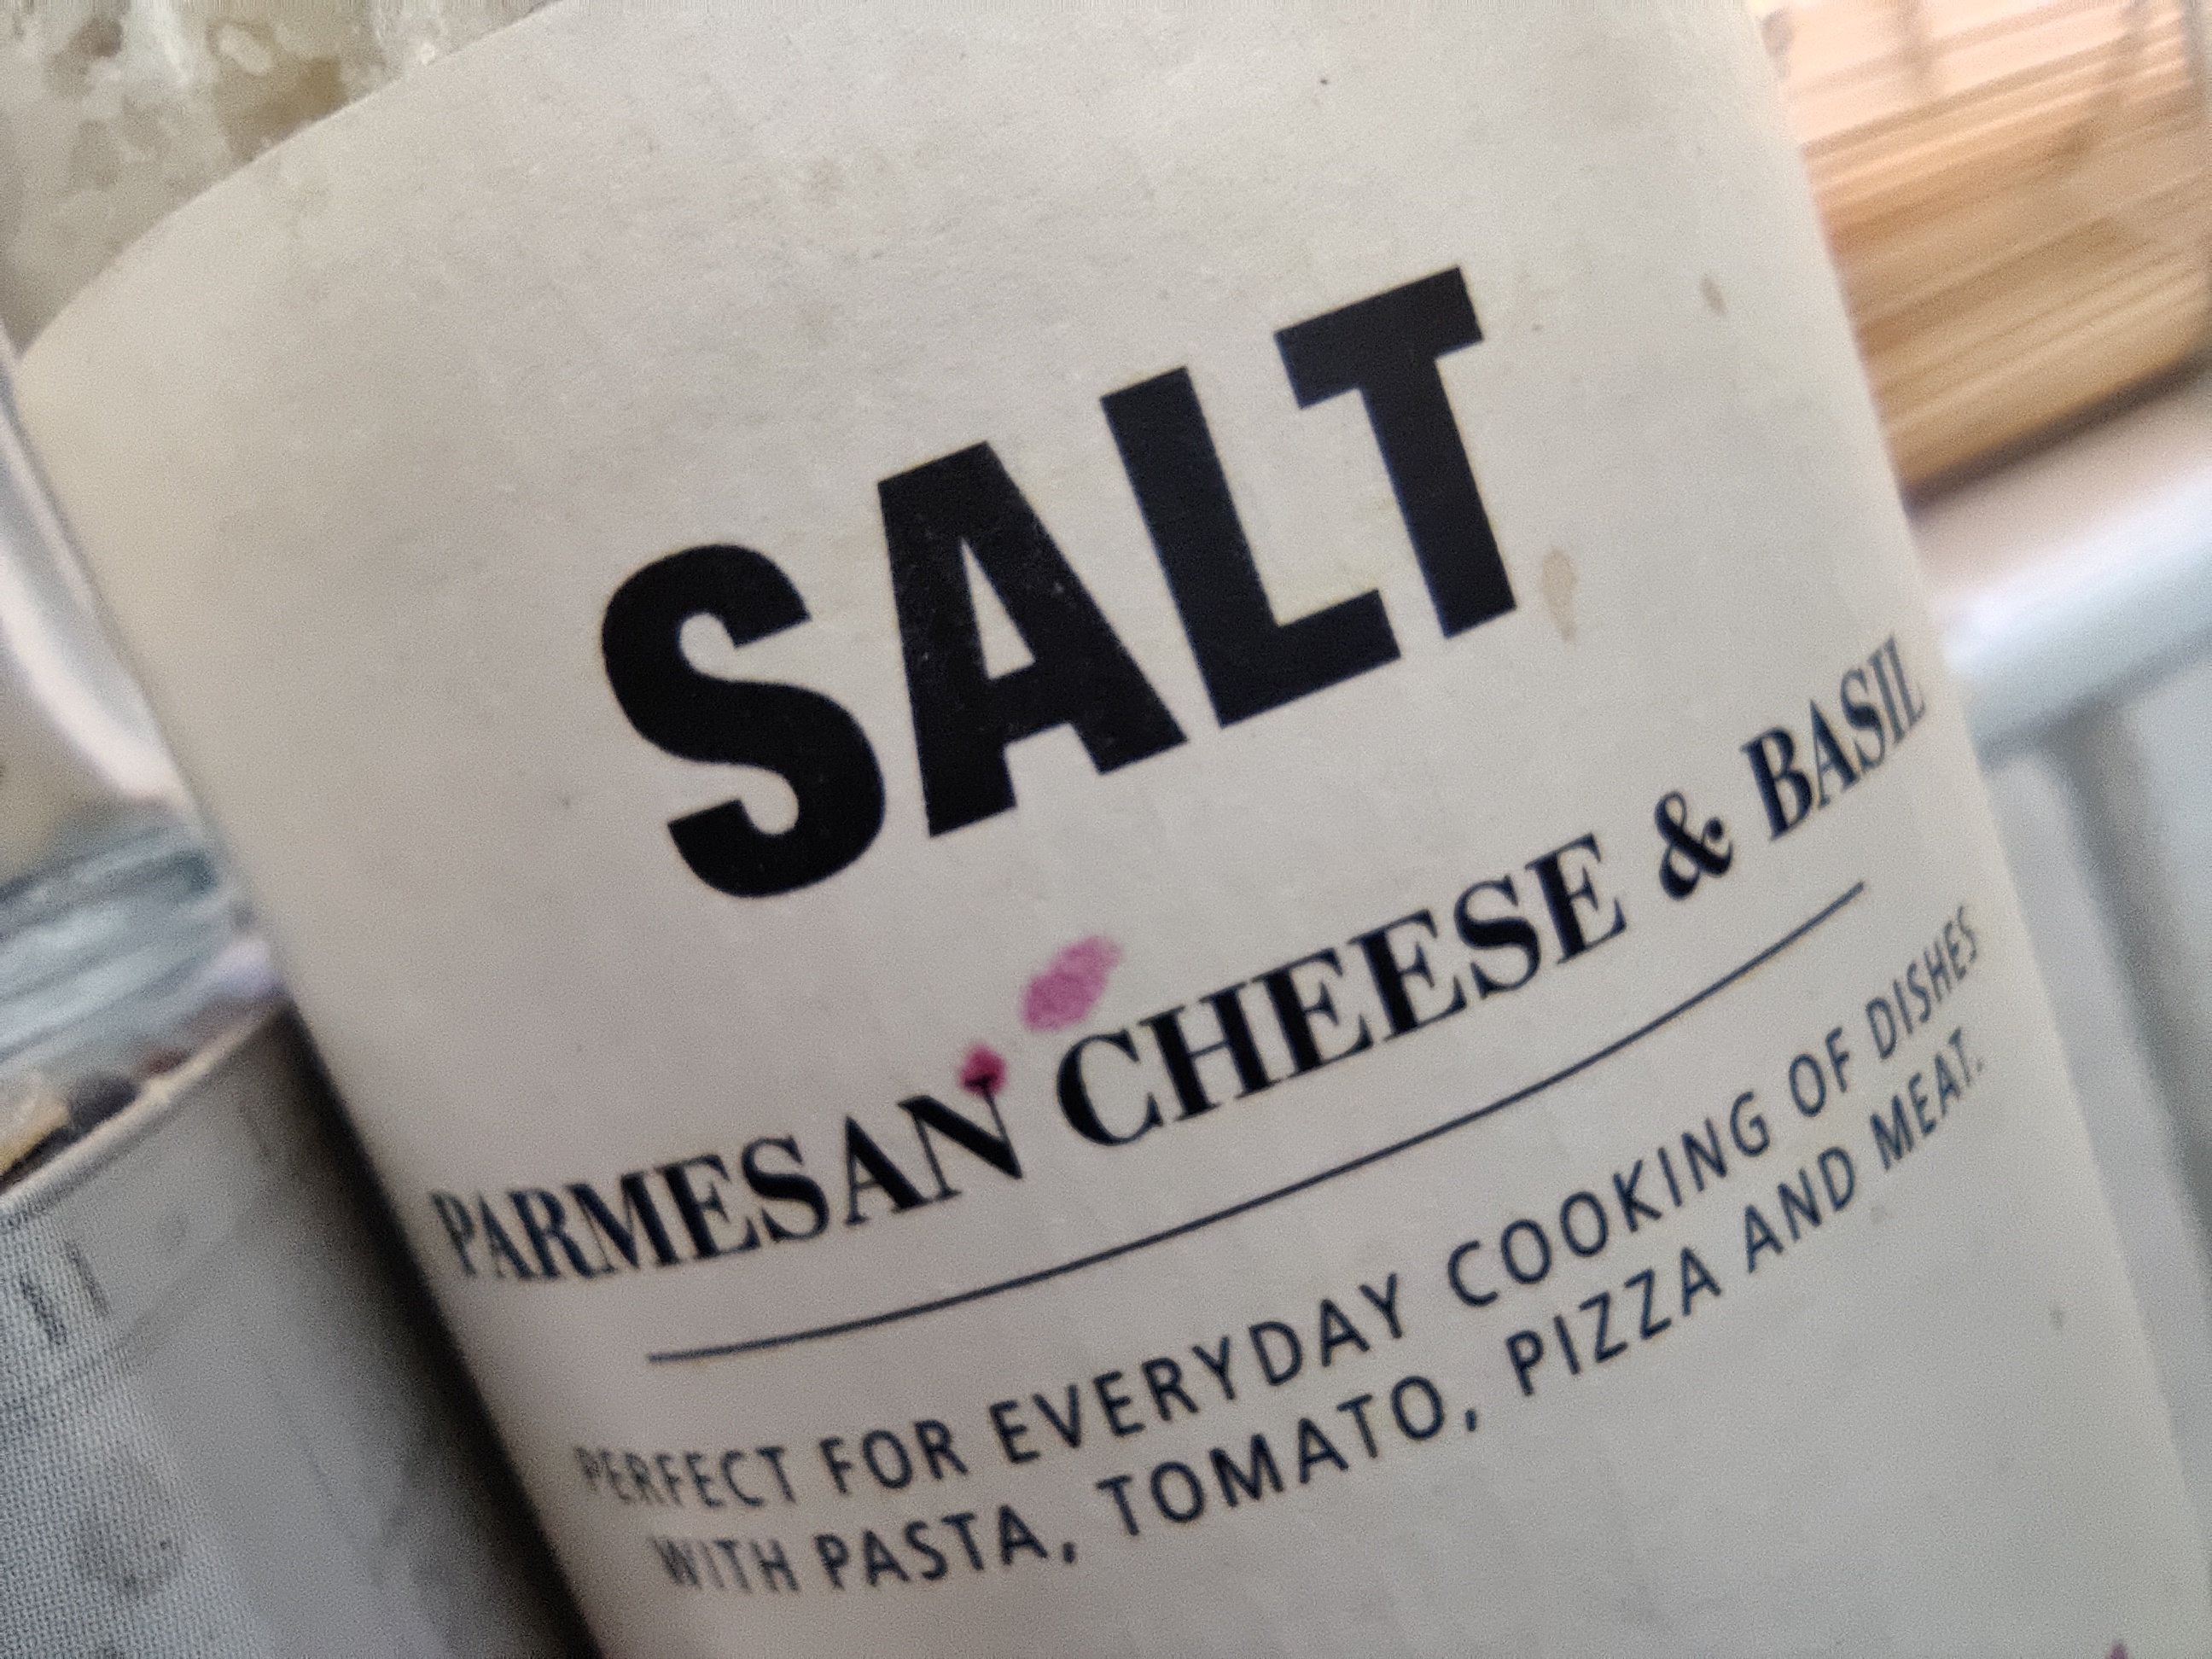 SALT
PARMESAN CHEESE & BASIL
PERFECT FOR EVERYDAY COOKING OF DISHES
WITH PASTA, TOMATO, PIZZA AND MEAT.